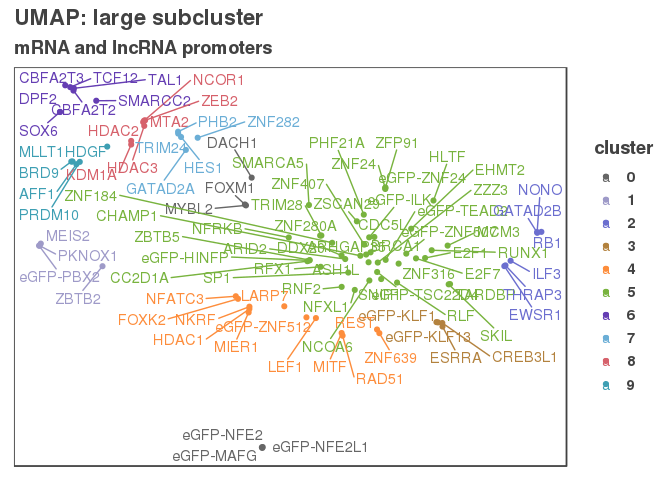 UMAP: large subcluster
mRNA and lncRNA promoters
CBFA2T3 TCF12 TAL1 NCOR1
DPF2 CBFA2T2 SMARCC2 ZEB2
SOX6 HDAC2 MTA2 PHB2 ZNF282
MLLT1 HDGF TRIM24 DACH1 PHF21A ZFP91
BRD9 KDM1A HDAC3 HES1 SMARCA5 ZNF24 HLTF
AFF1 GATAD2A FOXM1 ZNF407 eGFP-ZNF24 EHMT2
ZNF184 ZZZ3 NONO
PRDM10 CHAMP1 MYBL2 TRIM28 ZSCAN29 eGFP-ILK GATAD2B
MEIS2 ZBTB5 NFRKB ZNF280A CDC5L MCM3 RB1
PKNOX1 eGFP-HINFP ARID2 BRCA1 E2F1 RUNX1
eGFP-PBX2 CC2D1A SP1 RFX1 ASH1L ZNF316 E2F7 ILF3
ZBTB2 NFATC3 LARP7 RNF2 THRAP3
FOXK2 NKRF eGFP-ZNF512 NFXL1 REST eGFP-KLF1 RLF EWSR1
HDAC1 MIER1 NCOA6 eGFP-KLF13 SKIL
LEF1 MITF ZNF639 ESRRA CREB3L1
RAD51
eGFP-NFE2
eGFP-NFE2L1
eGFP-MAFG
cluster
a 0
a 1
a 2
a 3
a 4
a 5
a 6
a 7
a 8
a 9